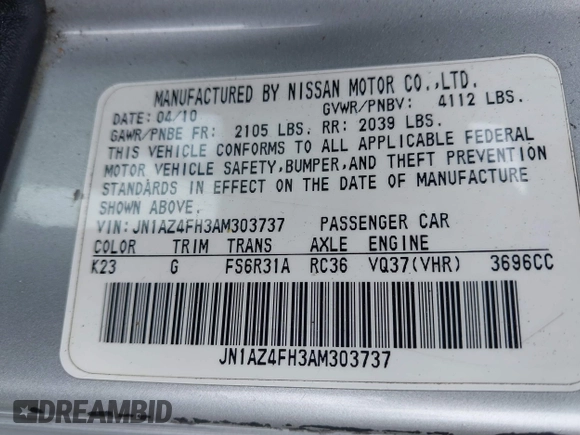 MANUFACTURED BY NISSAN MOTOR CO.,LTD.
DATE: 04/10 GVWR/PNBV: 4112 LBS.
GAWR/PNBE FR: 2105 LBS. RR: 2039 LBS.
THIS VEHICLE CONFORMS TO ALL APPLICABLE FEDERAL
MOTOR VEHICLE SAFETY,BUMPER,AND THEFT PREVENTION
STANDARDS IN EFFECT ON THE DATE OF MANUFACTURE
SHOWN ABOVE.
VIN: JN1AZ4FH3AM303737 PASSENGER CAR
COLOR TRIM TRANS AXLE ENGINE
K23 G FS6R31A RC36 VQ37(VHR) 3696CC
JN1AZ4FH3AM303737
DREAMBID